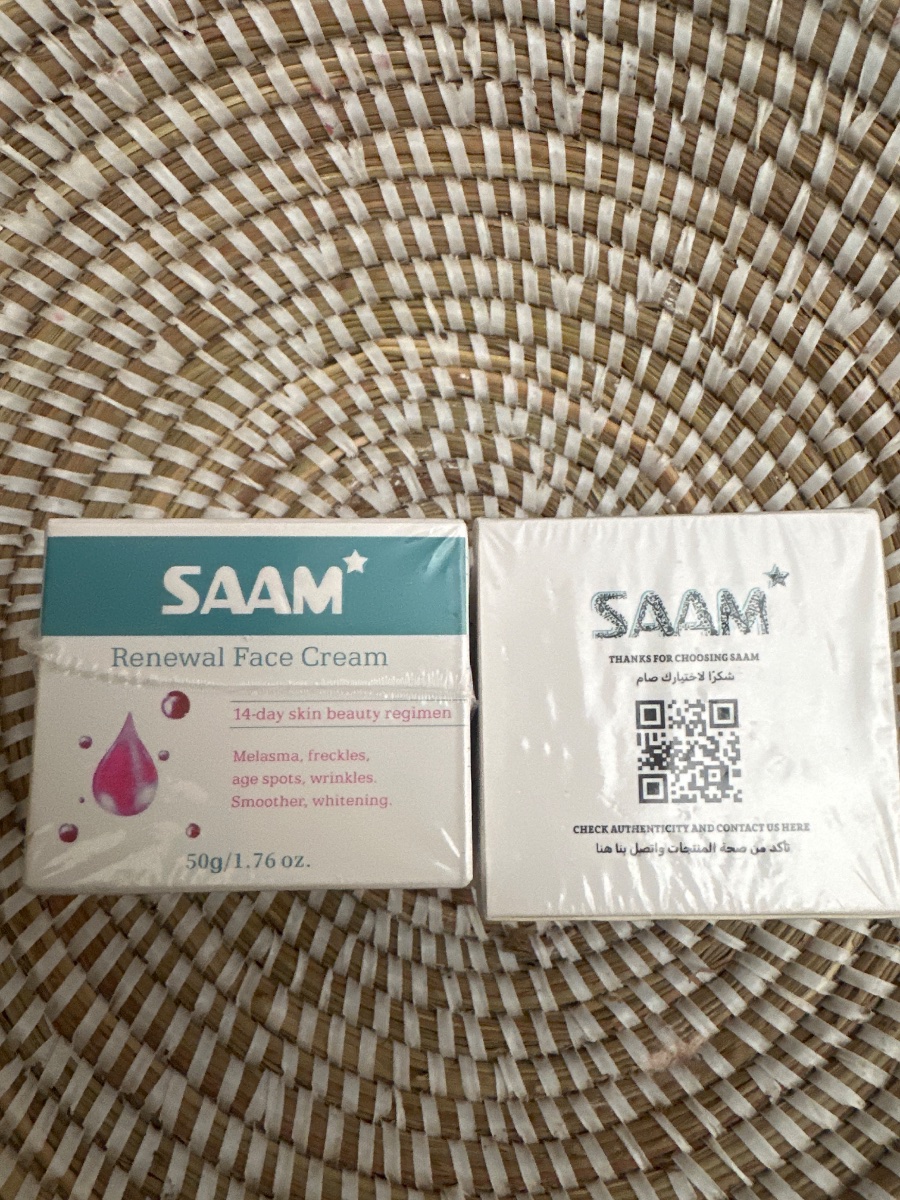 SAAM
Renewal Face Cream
14-day skin beauty regimen
Melasma, freckles,
age spots, wrinkles.
Smoother, whitening.
50g/1.76 oz.
SAAM
THANKS FOR CHOOSING SAAM
شكرًا لاختيارك صام
CHECK AUTHENTICITY AND CONTACT US HERE
تاكد من صحة المنتجات واتصل بنا هنا